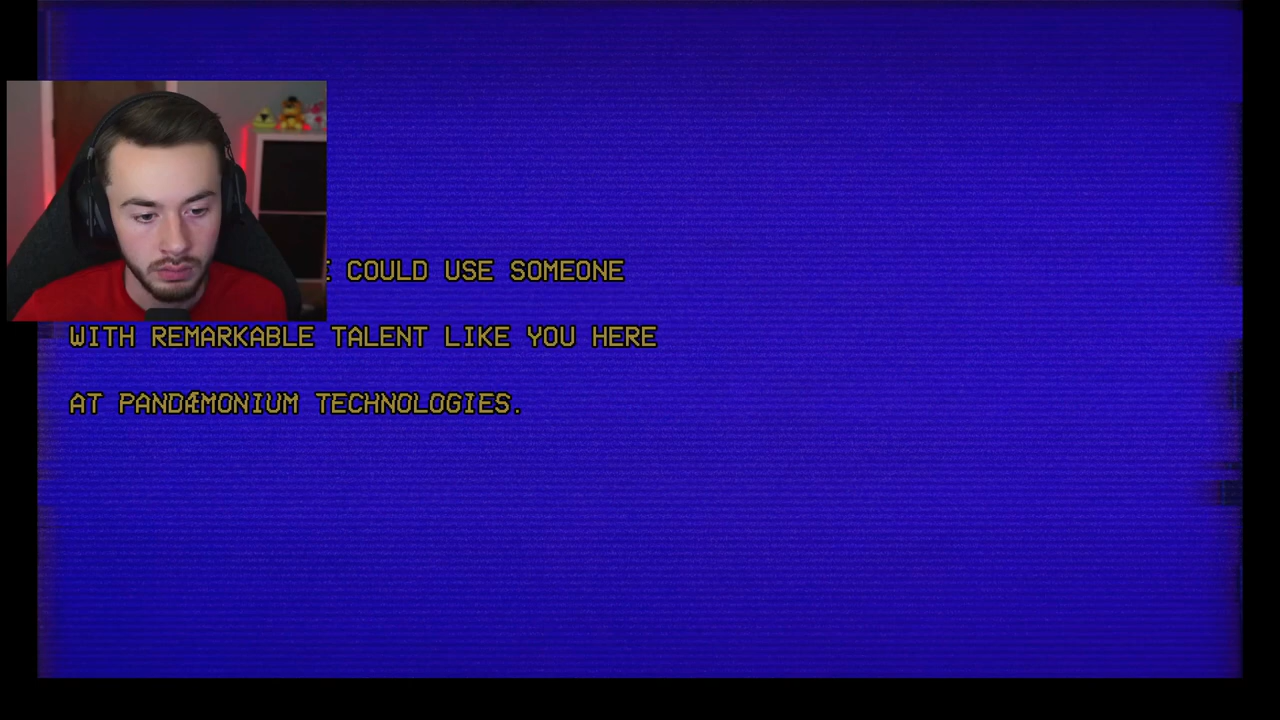 COULD USE SOMEONE
WITH REMARKABLE TALENT LIKE YOU HERE
AT PANDÆMONIUM TECHNOLOGIES.